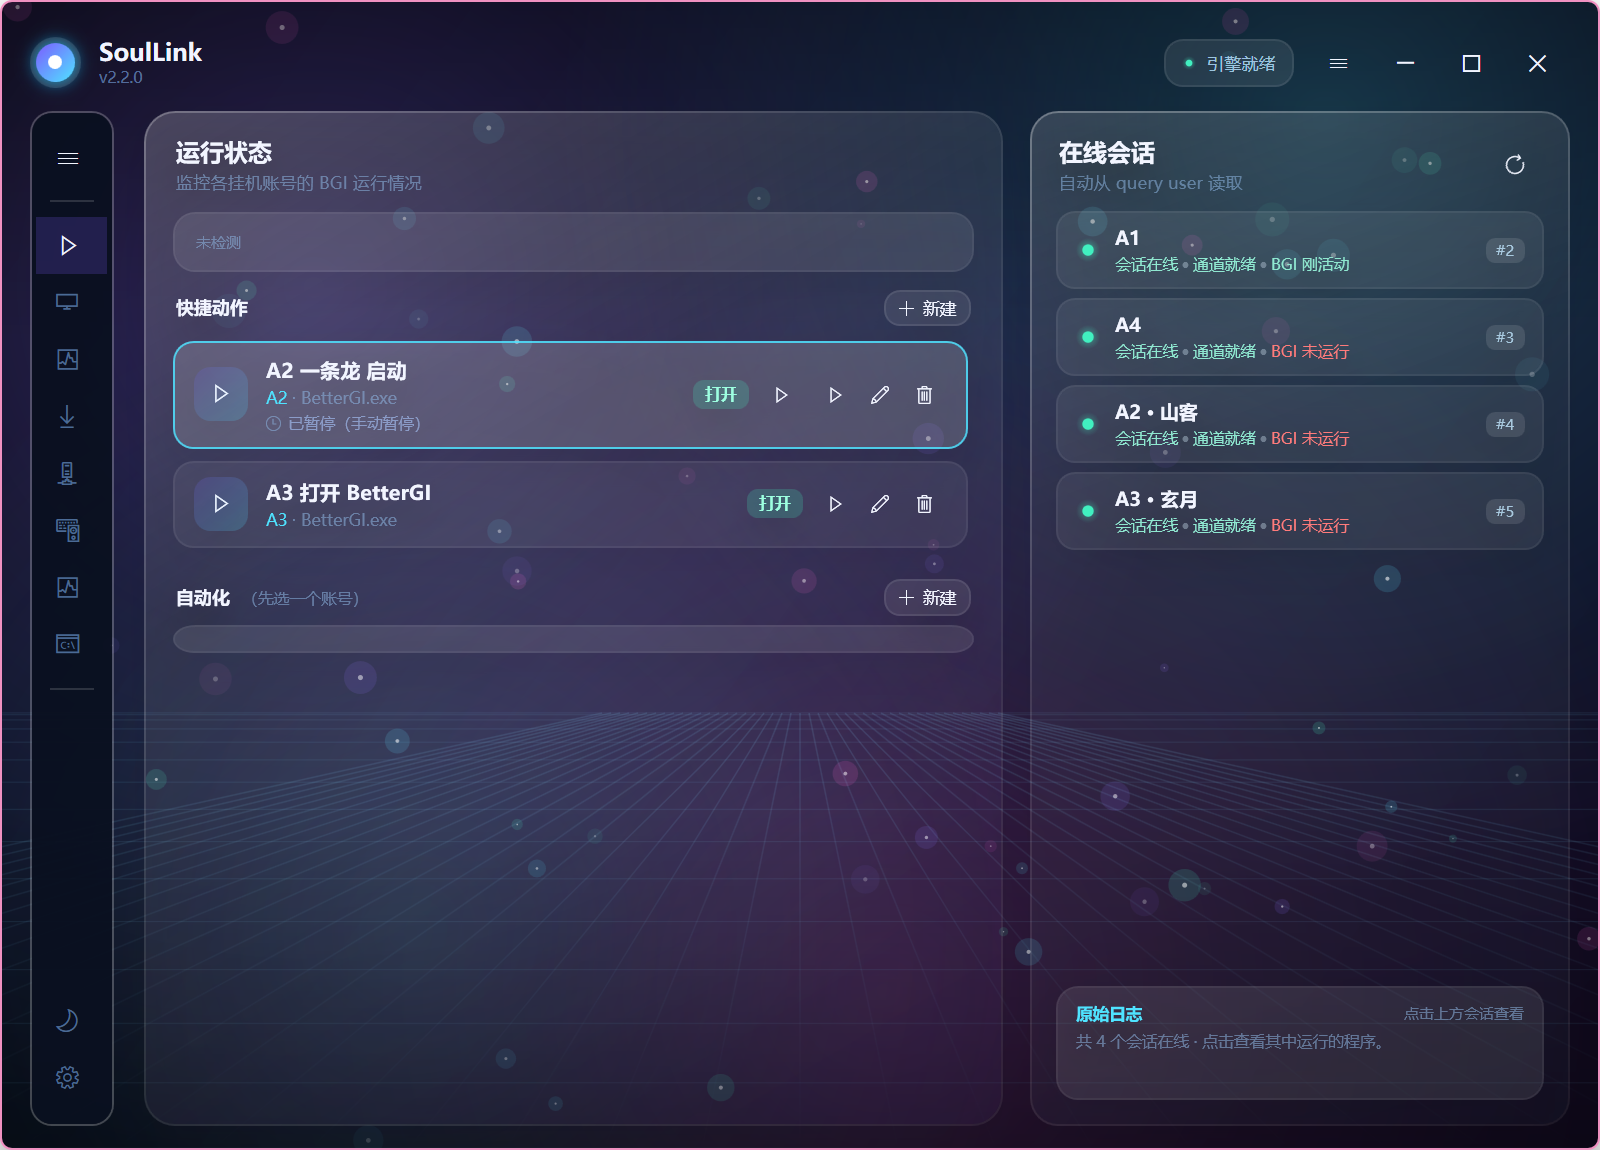 SoulLink
v2.2.0
引擎就绪
运行状态
监控各挂机账号的 BGI 运行情况
未检测
快捷动作
新建
A2 一条龙 启动
A2 · BetterGI.exe
已暂停（手动暂停）
打开
A3 打开 BetterGI
A3 · BetterGI.exe
打开
自动化 （先选一个账号）
新建
在线会话
自动从 query user 读取
A1
会话在线 • 通道就绪 • BGI 刚活动
#2
A4
会话在线 • 通道就绪 • BGI 未运行
#3
A2 • 山客
会话在线 • 通道就绪 • BGI 未运行
#4
A3 • 玄月
会话在线 • 通道就绪 • BGI 未运行
#5
原始日志
点击上方会话查看
共 4 个会话在线 · 点击查看其中运行的程序。
C:\